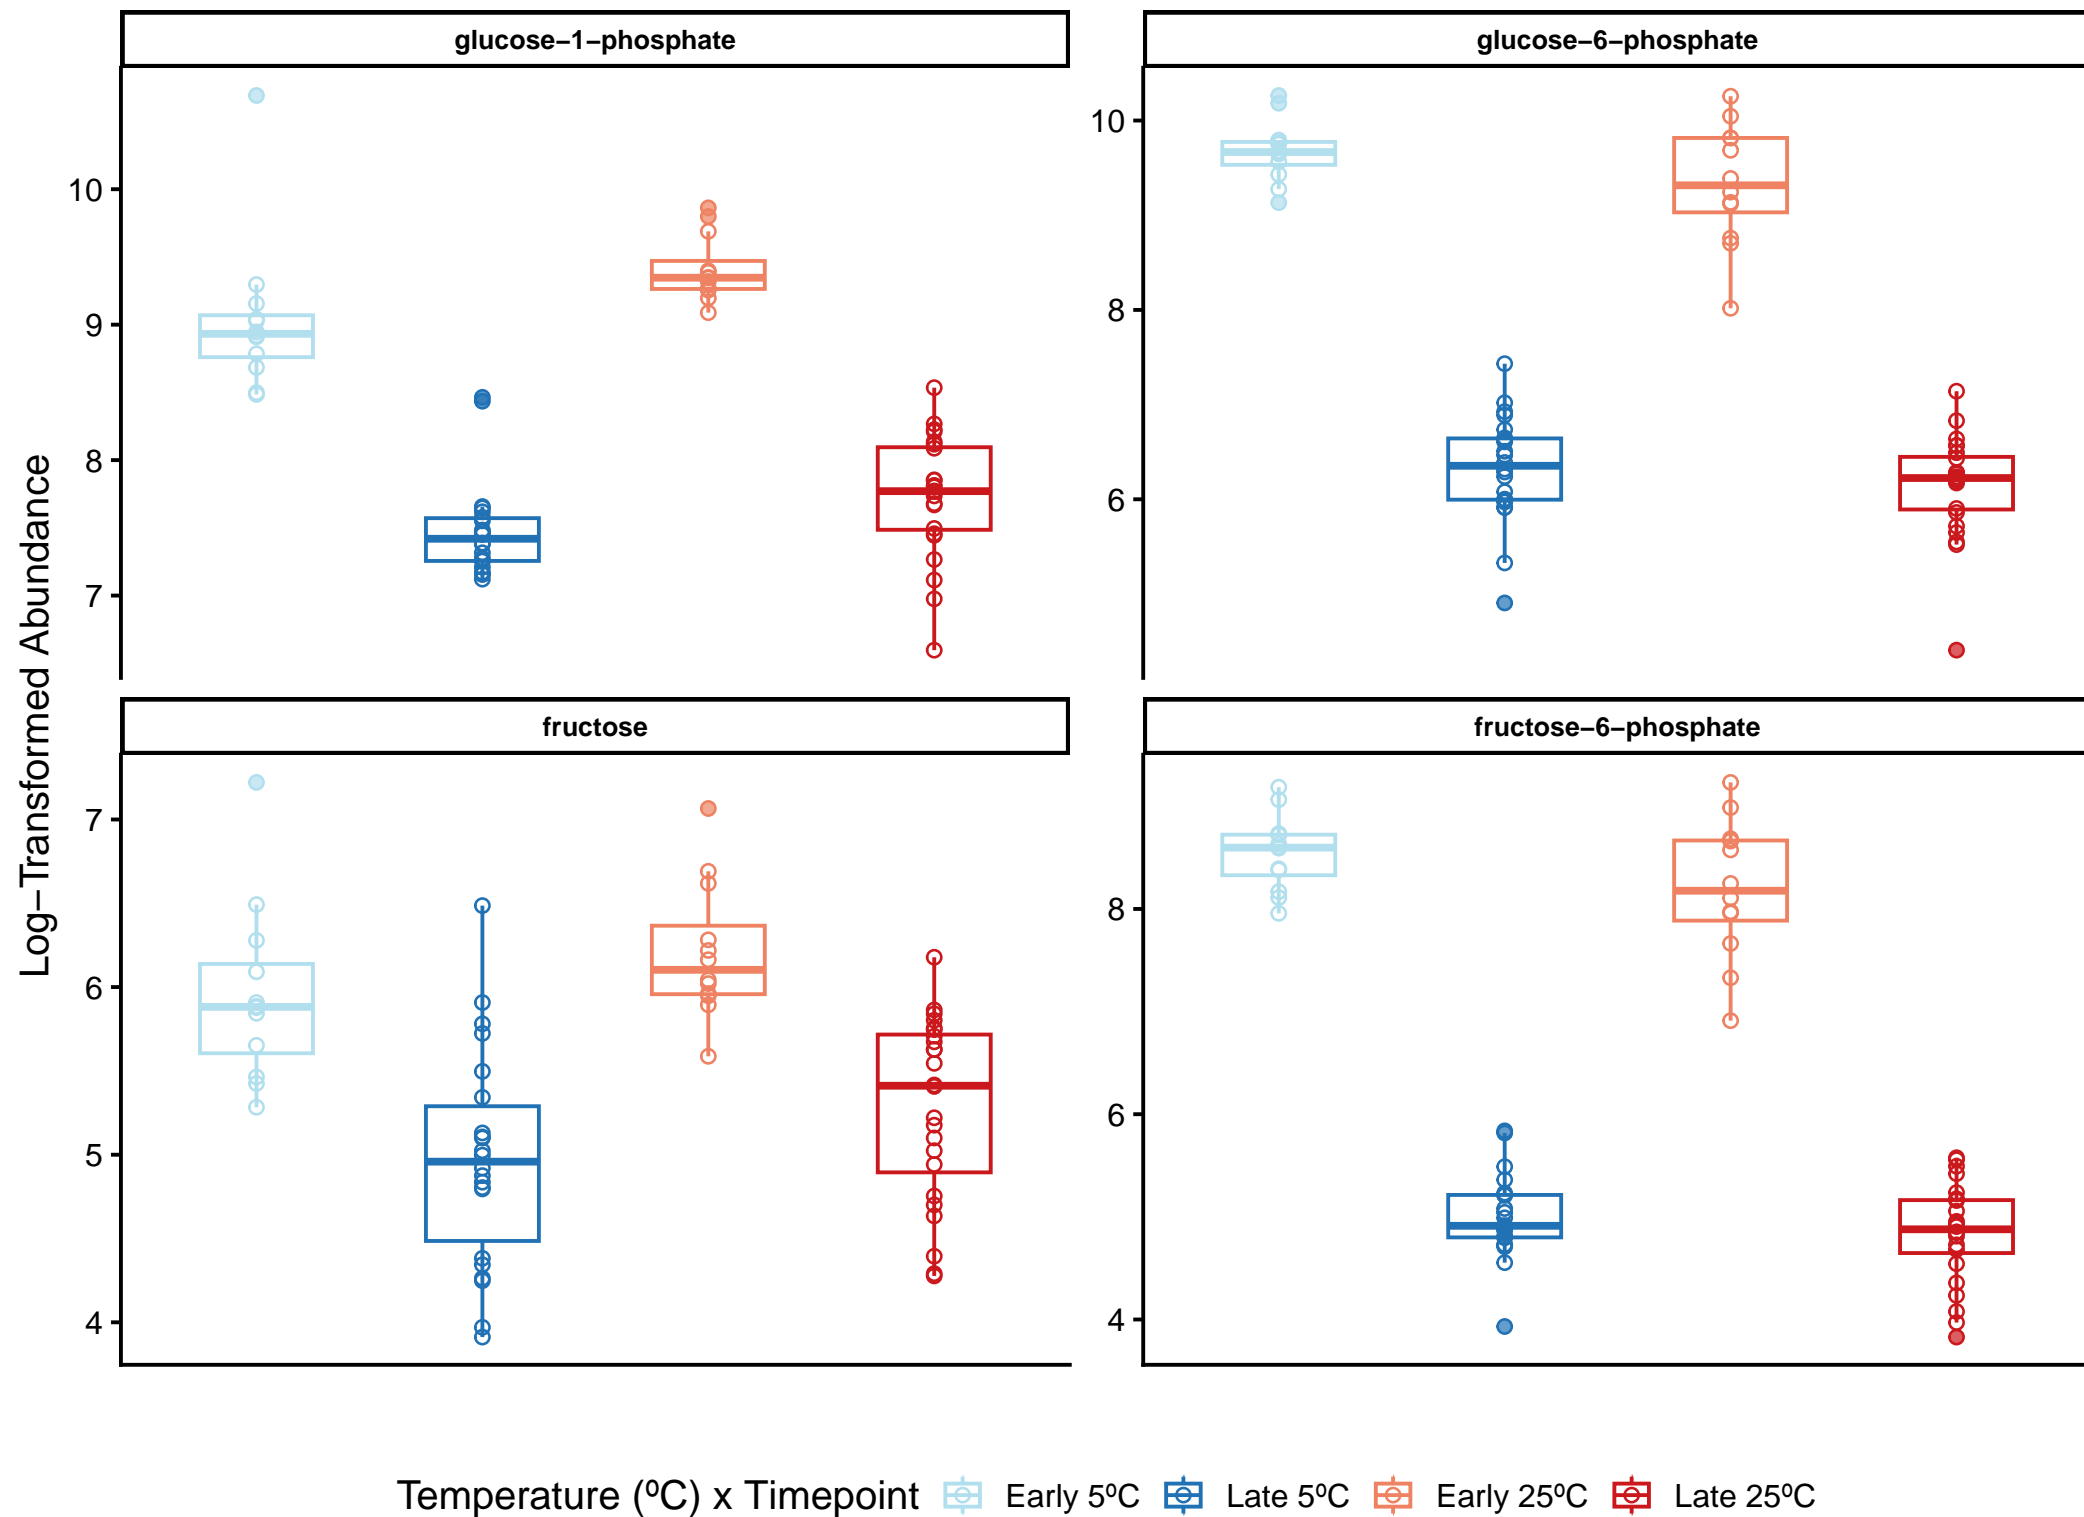 glucose−1−phosphate
glucose−6−phosphate
10
9
8
7
10
8
6
fructose
fructose−6−phosphate
7
6
5
4
8
6
4
Log−Transformed Abundance
Temperature (ºC) x Timepoint Early 5ºC Late 5ºC Early 25ºC Late 25ºC